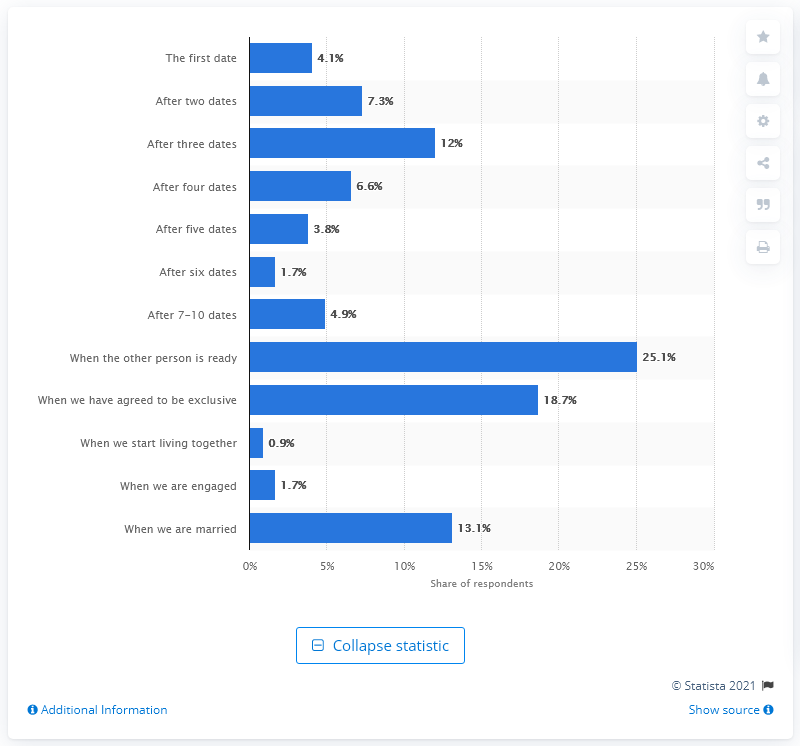 The first date 4.1%
After two dates 7.3%
After three dates 12%
After four dates 6.6%
After five dates 3.8%
After six dates 1.7%
After 7-10 dates 4.9%
When the other person is ready 25.1%
When we have agreed to be exclusive 18.7%
When we start living together 0.9%
When we are engaged 1.7%
When we are married 13.1%
0% 5% 10% 15% 20% 25% 30%
Share of respondents
Collapse statistic
© Statista 2021
Additional Information Show source